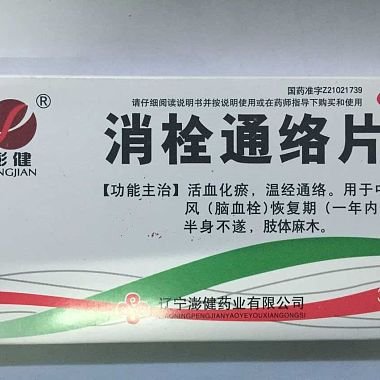 国药准字Z21021739
请仔细阅读说明书并按说明使用或在药师指导下购买和使用
®
澎健
NGJIAN
消栓通络片
【功能主治】活血化瘀，温经通络。用于中
风（脑血栓)恢复期（一年内
半身不遂，肢体麻木。
辽宁澎健药业有限公司
LIAONINGPENGJIANYAOYEYOUXIANGONGSI